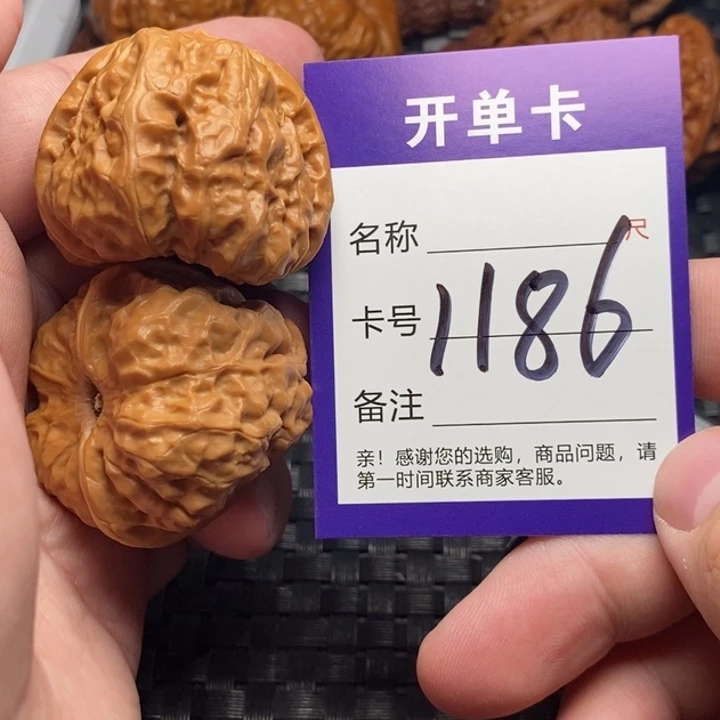 开单卡
名称 尺
卡号 1186
备注
亲！感谢您的选购，商品问题，请
第一时间联系商家客服。